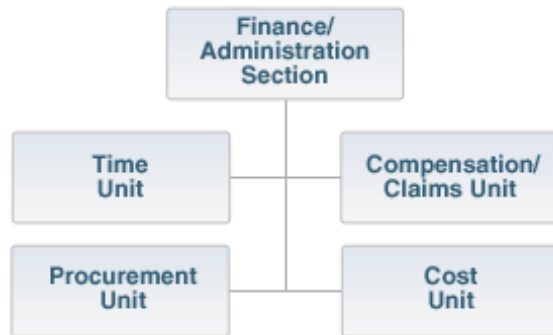 Finance/
Administration
Section
Time
Unit
Compensation/
Claims Unit
Procurement
Unit
Cost
Unit